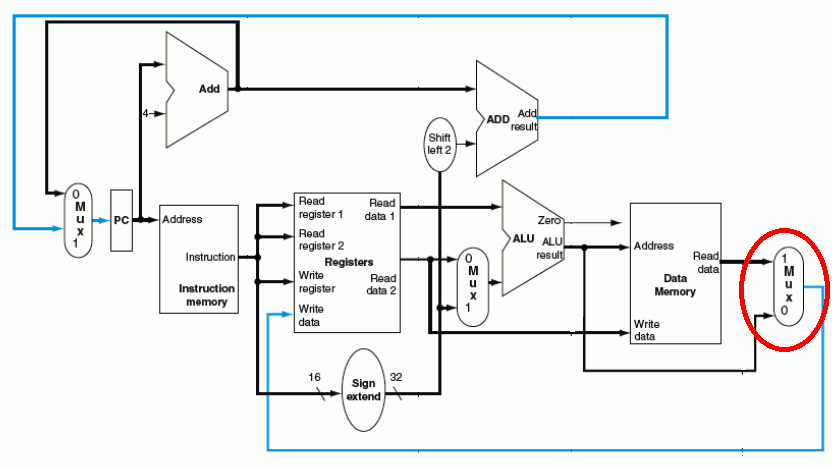 Add
4
ADD
Add
result
Shift
left 2
0
M
u
x
1
PC
Address
Instruction
Instruction
memory
Read
register 1
Read
data 1
Read
register 2
Registers
Write
register
Read
data 2
Write
data
0
M
u
x
1
Zero
ALU
ALU
result
Address
Read
data
Data
Memory
Write
data
1
M
u
x
0
16
Sign
extend
32